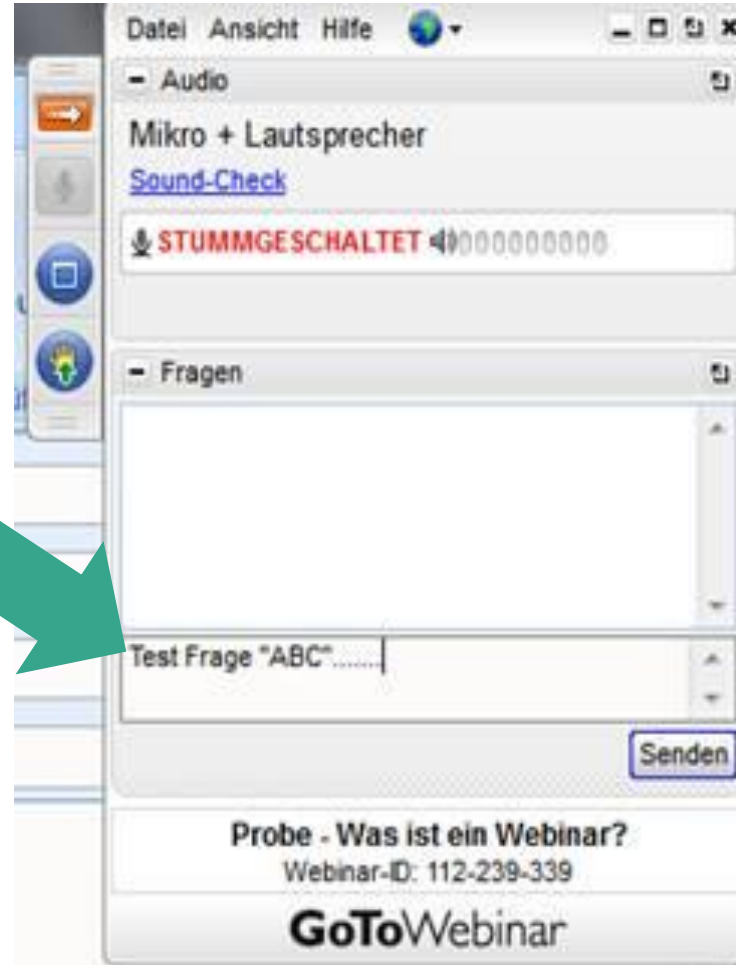 Datei Ansicht Hilfe
- Audio
Mikro + Lautsprecher
Sound-Check
STUMMGESCHALTET
- Fragen
Test Frage "ABC".......
Senden
Probe - Was ist ein Webinar?
Webinar-ID: 112-239-339
GoToWebinar